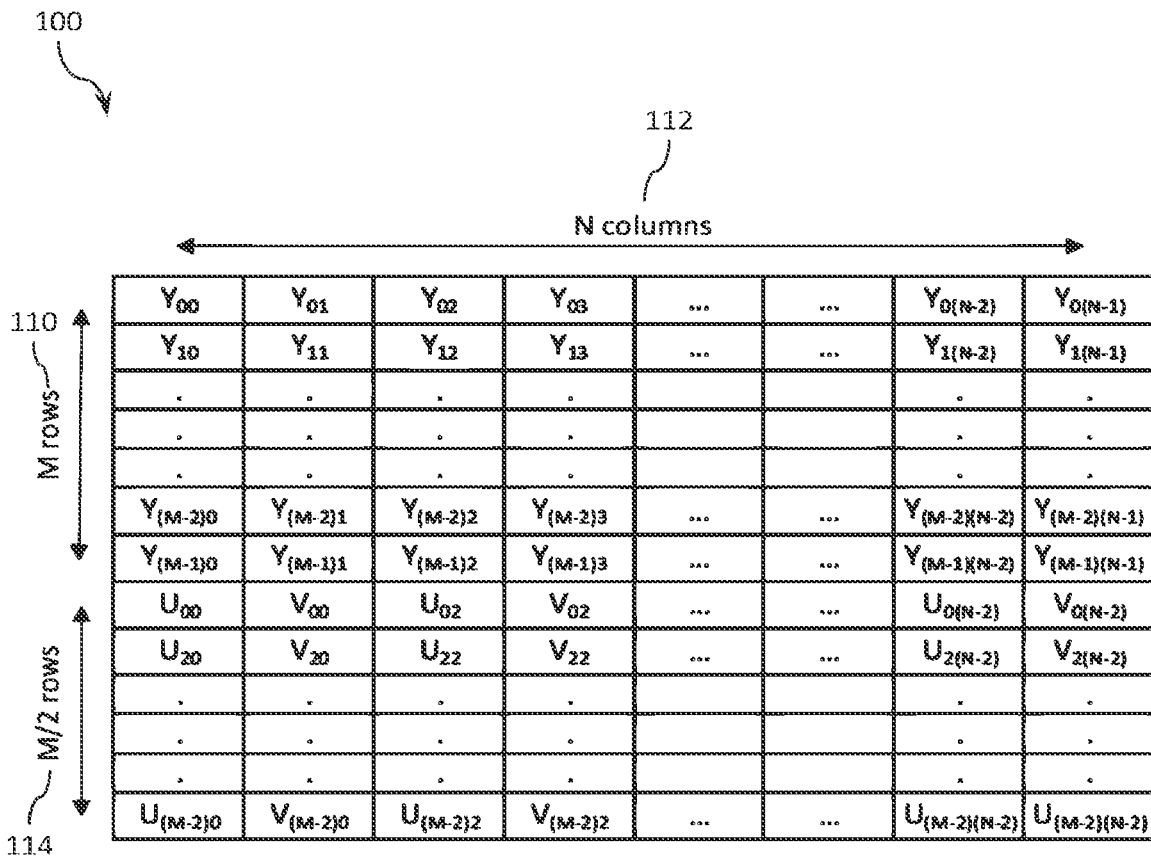 100
112
N columns
110
M rows
Y00 Y01 Y02 Y03 ... ... Y0(N-2) Y0(N-1)
Y10 Y11 Y12 Y13 ... ... Y1(N-2) Y1(N-1)
. . . . . .
. . . . . .
. . . . . .
Y(M-2)0 Y(M-2)1 Y(M-2)2 Y(M-2)3 ... ... Y(M-2)(N-2) Y(M-2)(N-1)
Y(M-1)0 Y(M-1)1 Y(M-1)2 Y(M-1)3 ... ... Y(M-1)(N-2) Y(M-1)(N-1)
M/2 rows
114
U00 V00 U02 V02 ... ... U0(N-2) V0(N-2)
U20 V20 U22 V22 ... ... U2(N-2) V2(N-2)
. . . . . .
. . . . . .
. . . . . .
U(M-2)0 V(M-2)0 U(M-2)2 V(M-2)2 ... ... U(M-2)(N-2) U(M-2)(N-2)